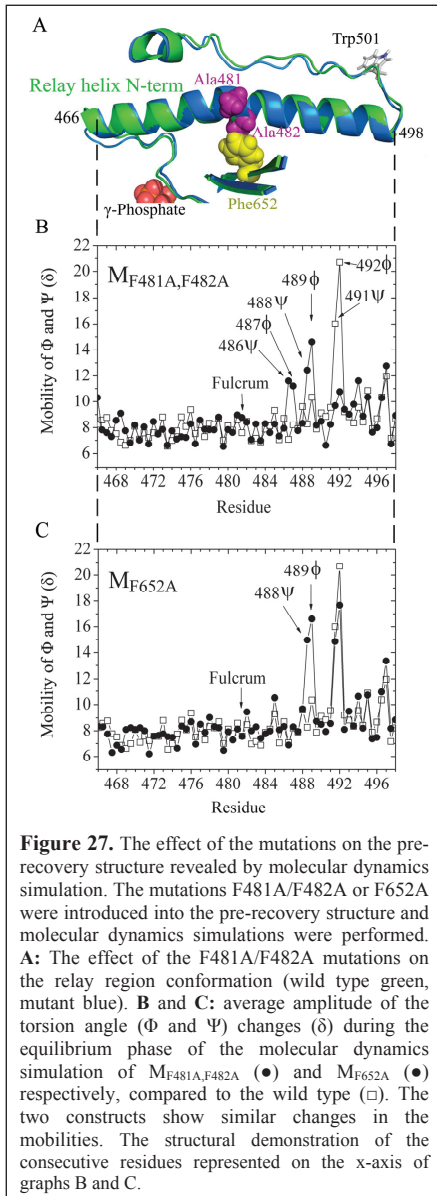 A
Trp501
Relay helix N-term
Ala481
466
Ala482
498
Phe652
γ-Phosphate
B
22
20
18
16
14
12
10
8
6
M_F481A,F482A
492ϕ
489ϕ
491ψ
488ψ
487ϕ
486ψ
Fulcrum
Mobility of Φ and Ψ (δ)
468 472 476 480 484 488 492 496
Residue
C
22
20
18
16
14
12
10
8
6
M_F652A
489ϕ
488ψ
Fulcrum
Mobility of Φ and Ψ (δ)
468 472 476 480 484 488 492 496
Residue
Figure 27. The effect of the mutations on the pre-
recovery structure revealed by molecular dynamics
simulation. The mutations F481A/F482A or F652A
were introduced into the pre-recovery structure and
molecular dynamics simulations were performed.
A: The effect of the F481A/F482A mutations on
the relay region conformation (wild type green,
mutant blue). B and C: average amplitude of the
torsion angle (Φ and Ψ) changes (δ) during the
equilibrium phase of the molecular dynamics
simulation of M_F481A,F482A (●) and M_F652A (●)
respectively, compared to the wild type (□). The
two constructs show similar changes in the
mobilities. The structural demonstration of the
consecutive residues represented on the x-axis of
graphs B and C.